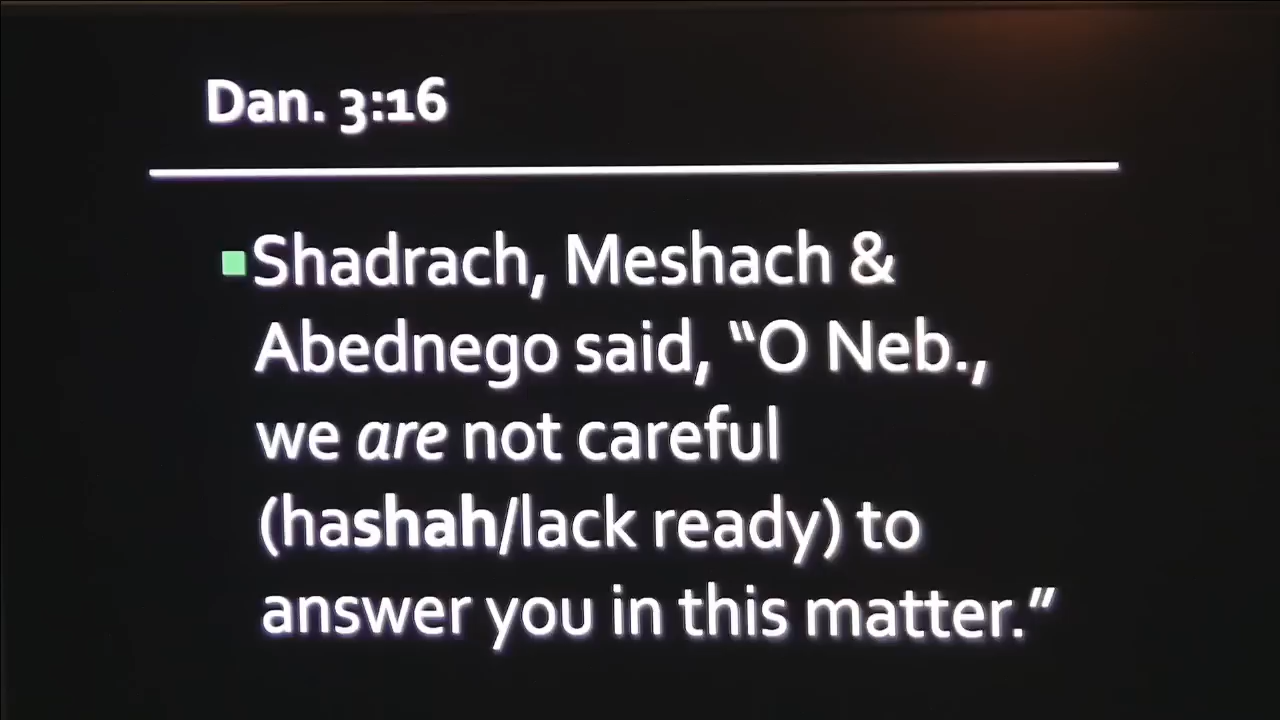 Dan. 3:16
Shadrach, Meshach &
Abednego said, “O Neb.,
we are not careful
(hashah/lack ready) to
answer you in this matter.”